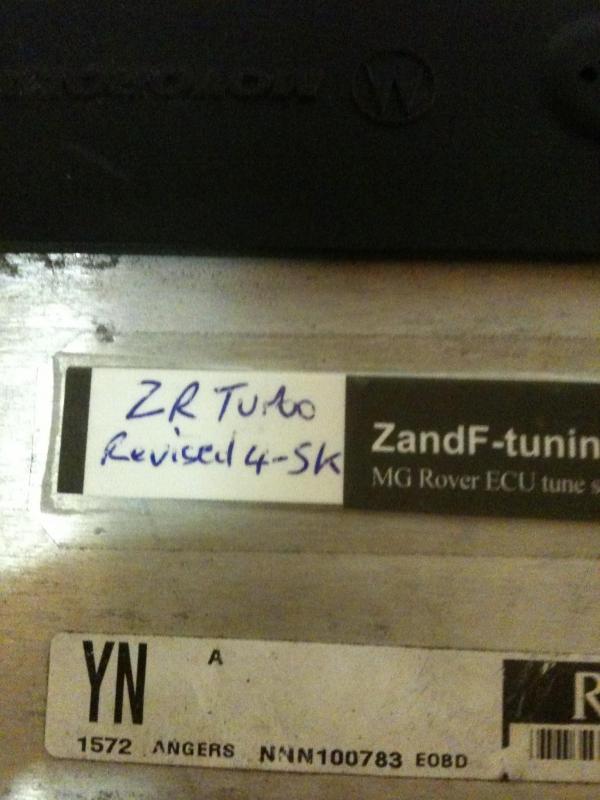 ZR Turbo
Revised 4-5K
ZandF-tunin
MG Rover ECU tune s
YN
A
R
1572 ANGERS NNN100783 EOBD